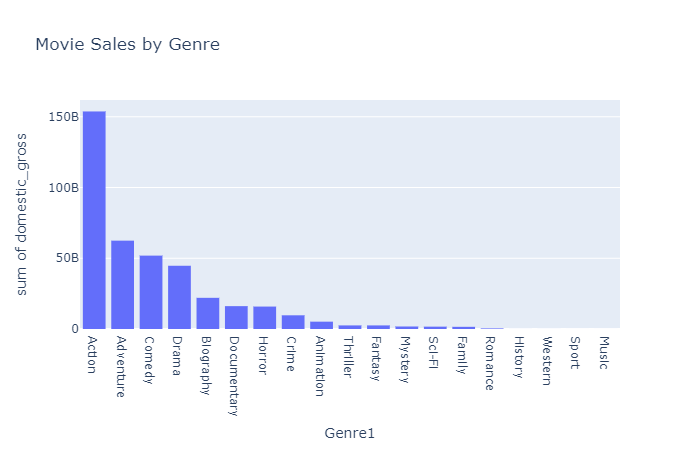 Movie Sales by Genre
150B
100B
50B
0
sum of domestic_gross
Action
Adventure
Comedy
Drama
Biography
Documentary
Horror
Crime
Animation
Thriller
Fantasy
Mystery
Sci-Fi
Family
Romance
History
Western
Sport
Music
Genre1